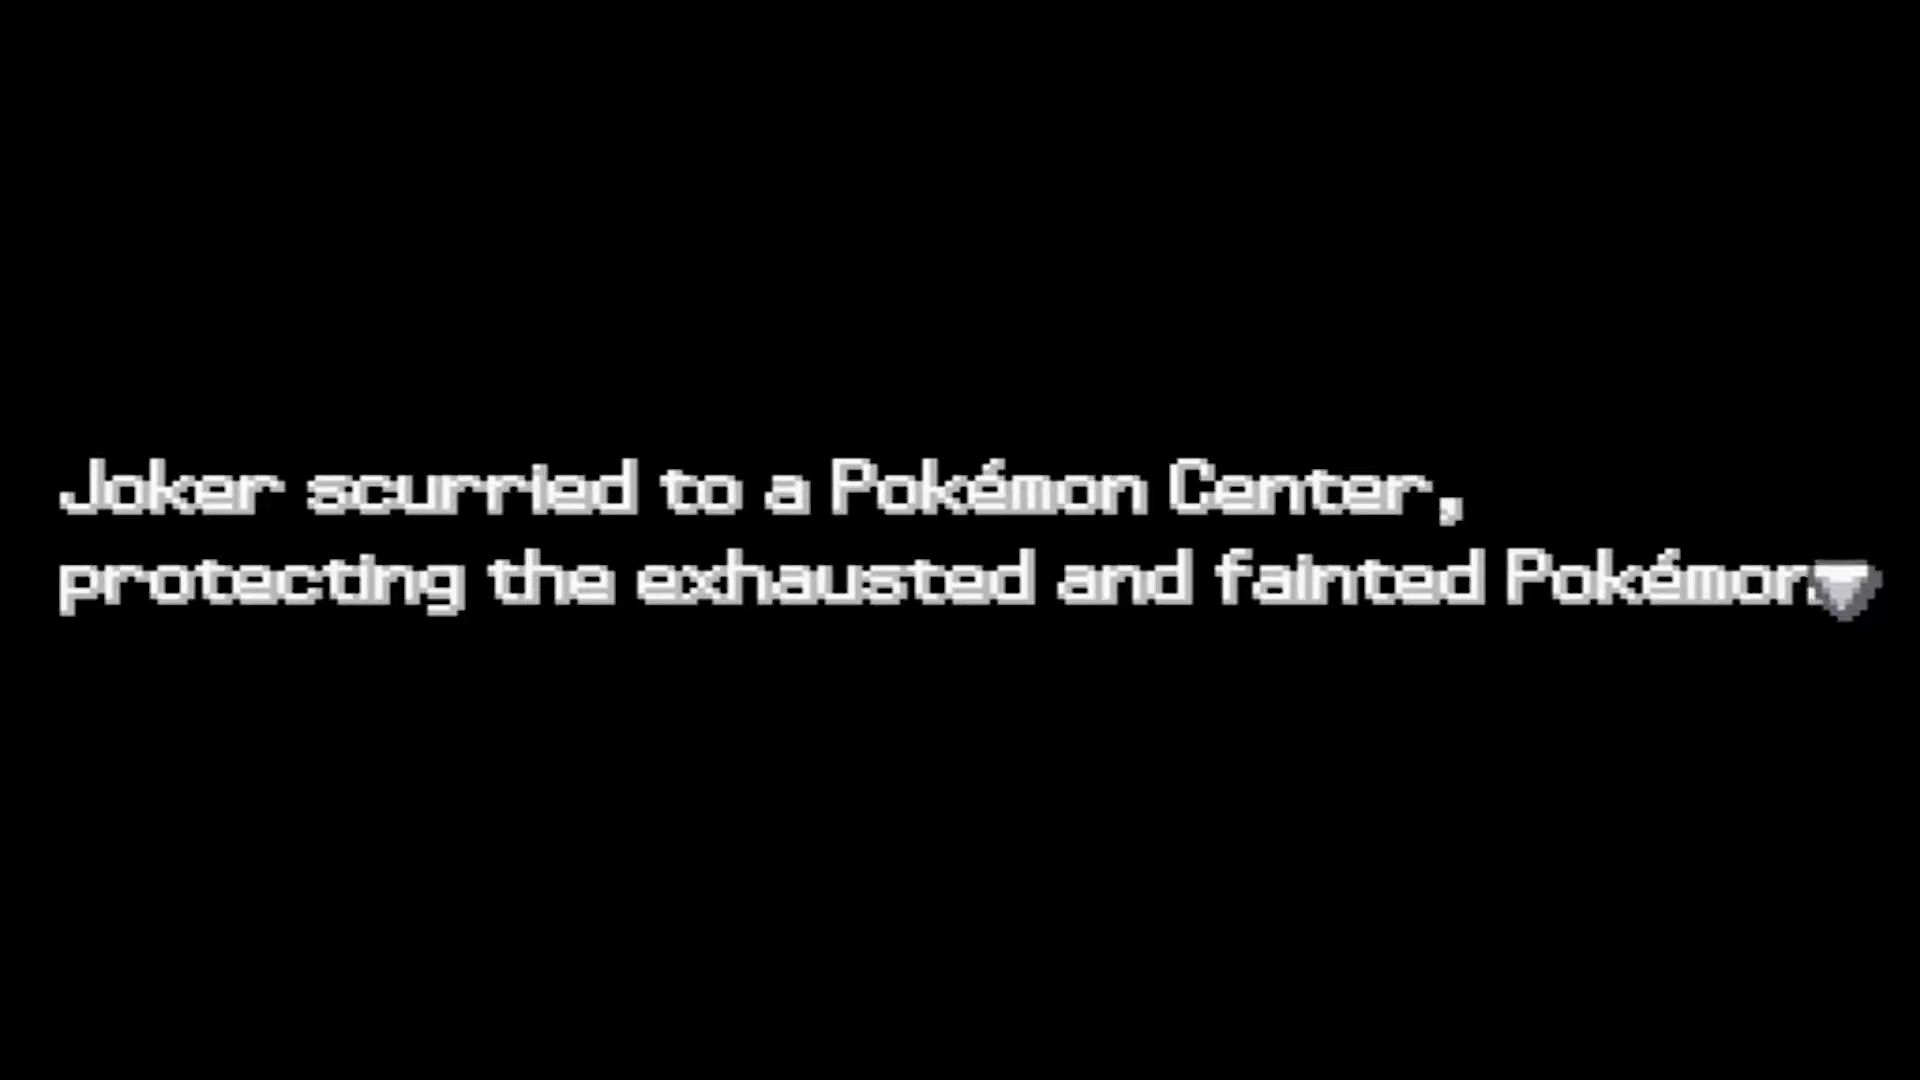 Joker scurried to a Pokémon Center,
protecting the exhausted and fainted Pokémon.